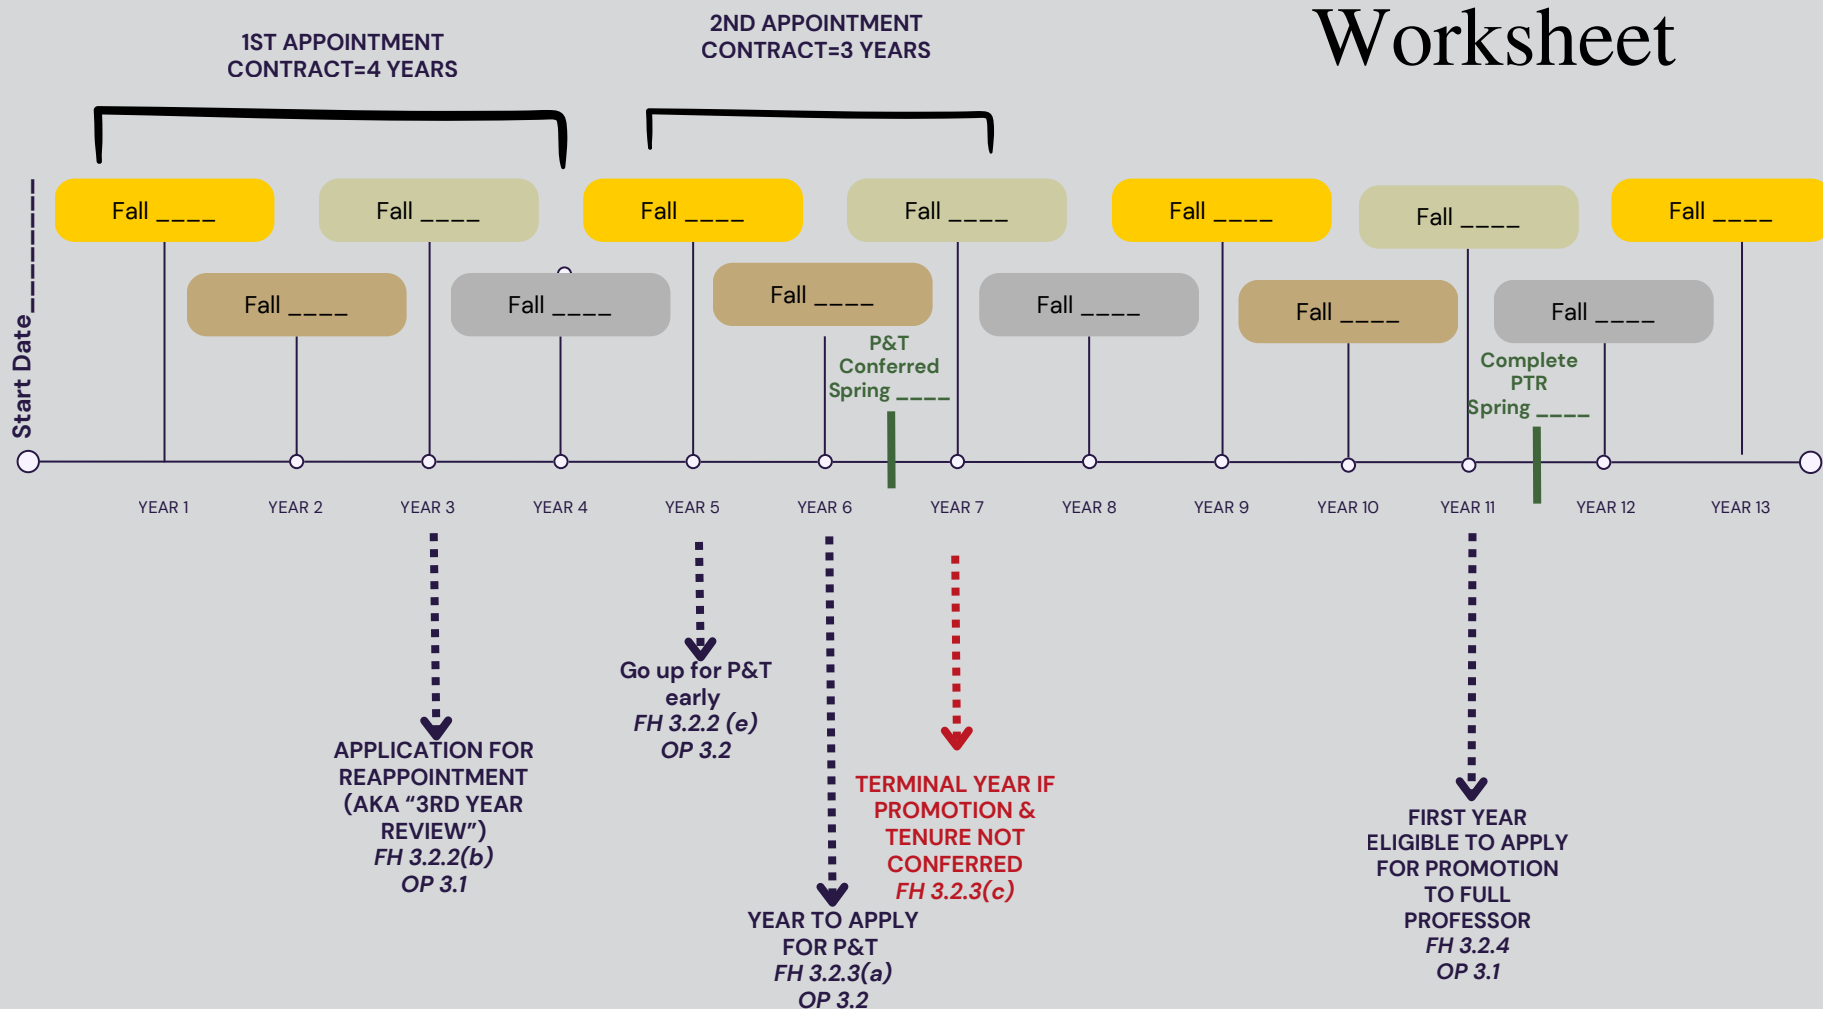 Worksheet
1ST APPOINTMENT
CONTRACT=4 YEARS
2ND APPOINTMENT
CONTRACT=3 YEARS
Start Date__________
Fall ____
Fall ____
Fall ____
Fall ____
Fall ____
Fall ____
Fall ____
Fall ____
Fall ____
Fall ____
Fall ____
Fall ____
Fall ____
P&T
Conferred
Spring ____
Complete
PTR
Spring ____
YEAR 1
YEAR 2
YEAR 3
YEAR 4
YEAR 5
YEAR 6
YEAR 7
YEAR 8
YEAR 9
YEAR 10
YEAR 11
YEAR 12
YEAR 13
APPLICATION FOR
REAPPOINTMENT
(AKA “3RD YEAR
REVIEW”)
FH 3.2.2(b)
OP 3.1
Go up for P&T
early
FH 3.2.2 (e)
OP 3.2
YEAR TO APPLY
FOR P&T
FH 3.2.3(a)
OP 3.2
TERMINAL YEAR IF
PROMOTION &
TENURE NOT
CONFERRED
FH 3.2.3(c)
FIRST YEAR
ELIGIBLE TO APPLY
FOR PROMOTION
TO FULL
PROFESSOR
FH 3.2.4
OP 3.1